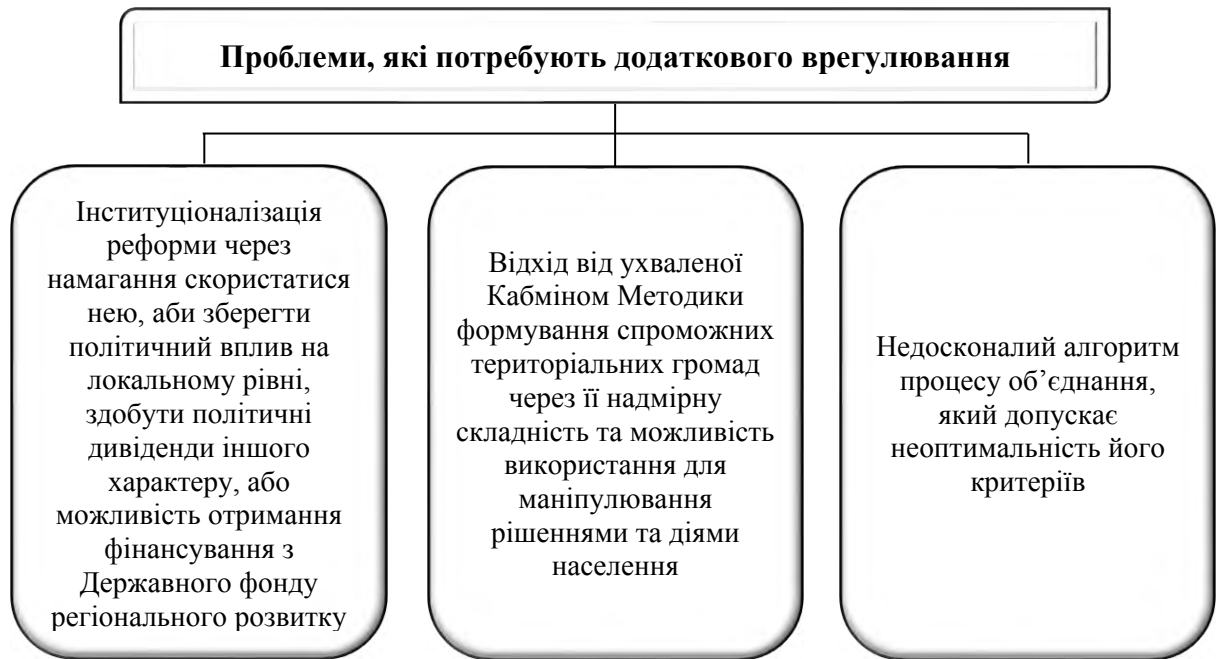 Проблеми, які потребують додаткового врегулювання
Інституціоналізація
реформи через
намагання скористатися
нею, аби зберегти
політичний вплив на
локальному рівні,
здобути політичні
дивіденди іншого
характеру, або
можливість отримання
фінансування з
Державного фонду
регіонального розвитку
Відхід від ухваленої
Кабміном Методики
формування спроможних
територіальних громад
через її надмірну
складність та можливість
використання для
маніпулювання
рішеннями та діями
населення
Недосконалий алгоритм
процесу об’єднання,
який допускає
неоптимальність його
критеріїв